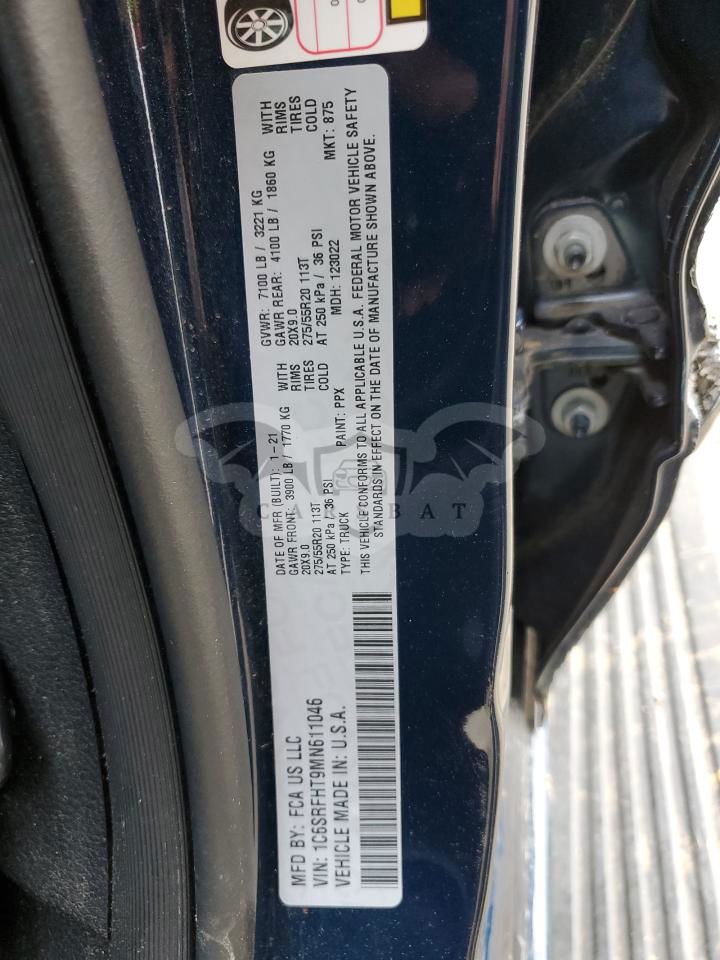 MFD BY: FCA US LLC
VIN: 1C6SRFHT9MN611046
VEHICLE MADE IN: U.S.A.
DATE OF MFR (BUILT): 1-21 GVWR: 7100 LB / 3221 KG
GAWR FRONT: 3900 LB / 1770 KG WITH GAWR REAR: 4100 LB / 1860 KG WITH
20X9.0 RIMS 20X9.0 RIMS
275/55R20 113T TIRES 275/55R20 113T TIRES
AT 250 kPa / 36 PSI COLD AT 250 kPa / 36 PSI COLD
TYPE: TRUCK PAINT: PPX MDH: 123022 MKT: 875
THIS VEHICLE CONFORMS TO ALL APPLICABLE U.S.A. FEDERAL MOTOR VEHICLE SAFETY
STANDARDS IN EFFECT ON THE DATE OF MANUFACTURE SHOWN ABOVE.
CAR BAT